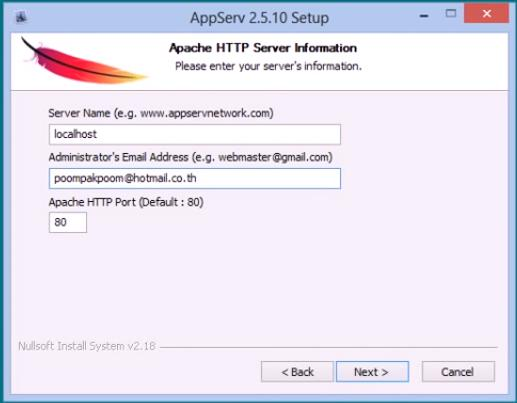 AppServ 2.5.10 Setup
Apache HTTP Server Information
Please enter your server's information.
Server Name (e.g. www.appservnetwork.com)
localhost
Administrator's Email Address (e.g. webmaster@gmail.com)
poompakpoom@hotmail.co.th
Apache HTTP Port (Default : 80)
80
Nullsoft Install System v2.18
< Back Next > Cancel